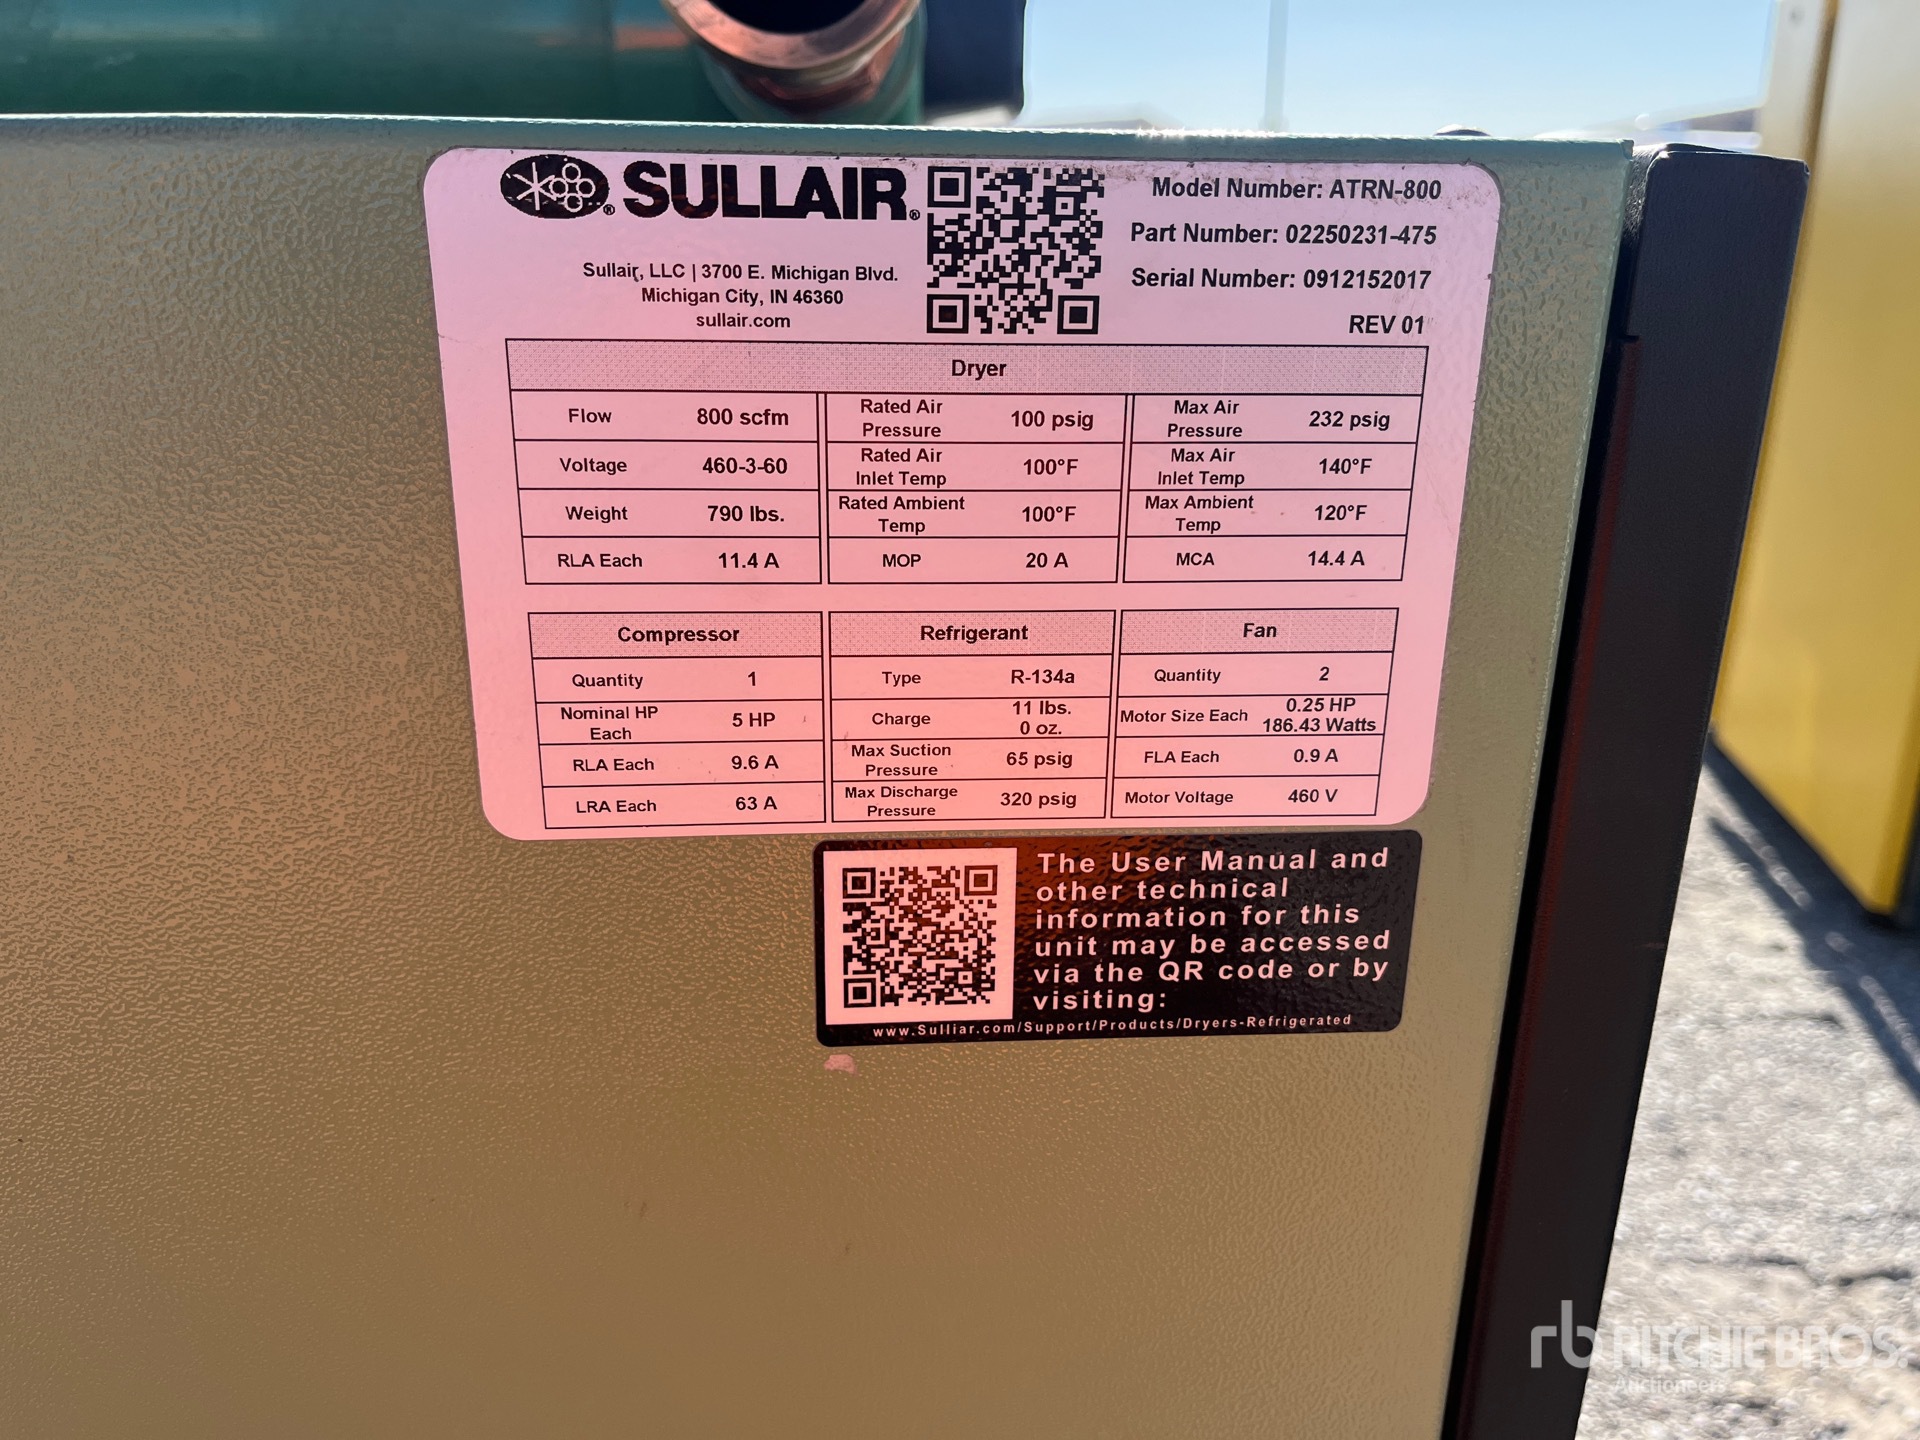 SULLAIR®
Sullair, LLC | 3700 E. Michigan Blvd.
Michigan City, IN 46360
sullair.com
Model Number: ATRN-800
Part Number: 02250231-475
Serial Number: 0912152017
REV 01
Dryer
Flow 800 scfm Rated Air Pressure 100 psig Max Air Pressure 232 psig
Voltage 460-3-60 Rated Air Inlet Temp 100°F Max Air Inlet Temp 140°F
Weight 790 lbs. Rated Ambient Temp 100°F Max Ambient Temp 120°F
RLA Each 11.4 A MOP 20 A MCA 14.4 A
Compressor Refrigerant Fan
Quantity 1 Type R-134a Quantity 2
Nominal HP Each 5 HP Charge 11 lbs. 0 oz. Motor Size Each 0.25 HP 186.43 Watts
RLA Each 9.6 A Max Suction Pressure 65 psig FLA Each 0.9 A
LRA Each 63 A Max Discharge Pressure 320 psig Motor Voltage 460 V
The User Manual and
other technical
information for this
unit may be accessed
via the QR code or by
visiting:
www.Sulliar.com/Support/Products/Dryers-Refrigerated
rb RITCHIE BROS.
Auctioneers